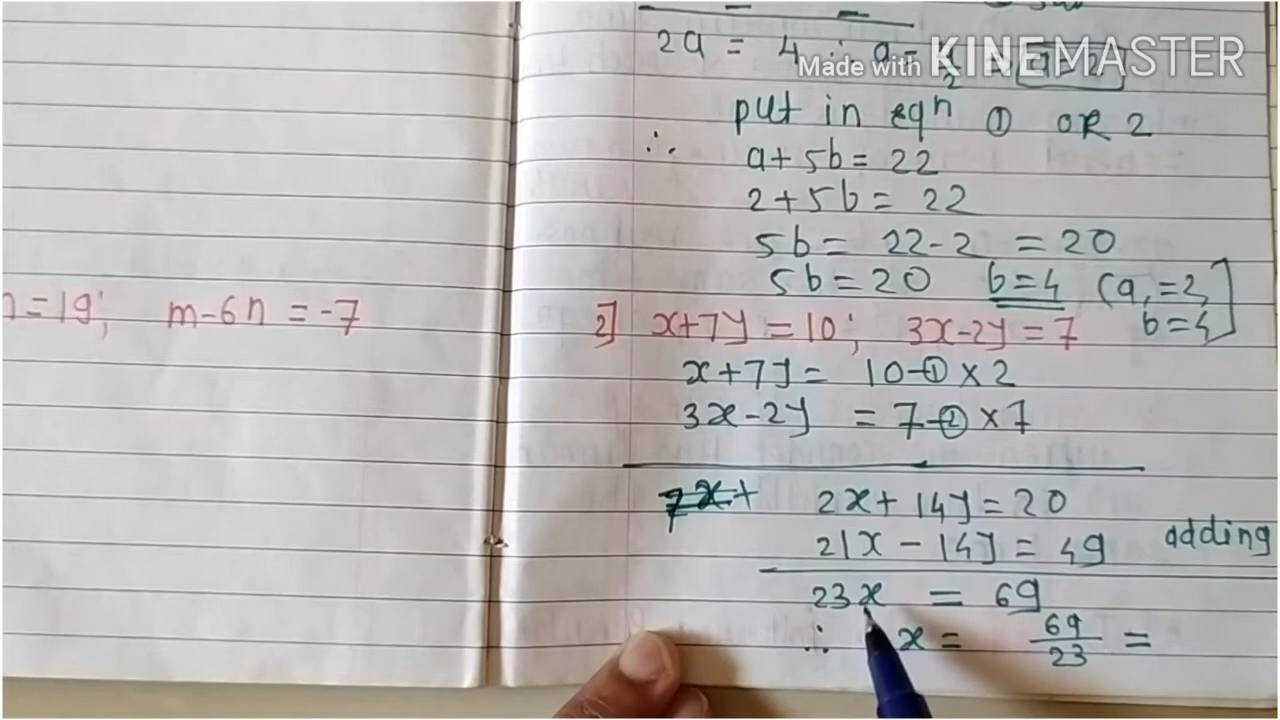 2a = 4 ∴ a =
Made with KINEMASTER
put in eqⁿ ① OR 2
∴ a + 5b = 22
2 + 5b = 22
5b = 22 - 2 = 20
5b = 20 b = 4 (a, = 2,
b = 4]
n = 19; m - 6n = -7
2] x + 7y = 10; 3x - 2y = 7
x + 7y = 10 - ① × 2
3x - 2y = 7 - ② × 7
2x + 14y = 20
21x - 14y = 49 adding
23x = 69
∴ x = 69/23 =